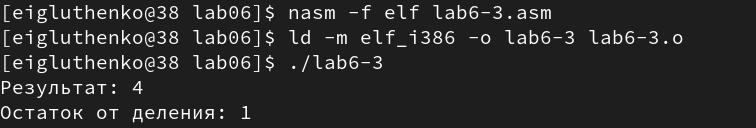 [eigluthenko@38 lab06]$ nasm -f elf lab6-3.asm
[eigluthenko@38 lab06]$ ld -m elf_i386 -o lab6-3 lab6-3.o
[eigluthenko@38 lab06]$ ./lab6-3
Результат: 4
Остаток от деления: 1